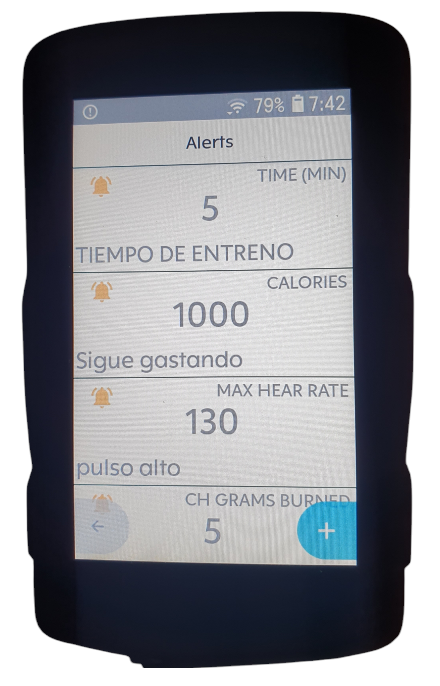 79% 7:42
Alerts
TIME (MIN)
5
TIEMPO DE ENTRENO
CALORIES
1000
Sigue gastando
MAX HEAR RATE
130
pulso alto
CH GRAMS BURNED
5